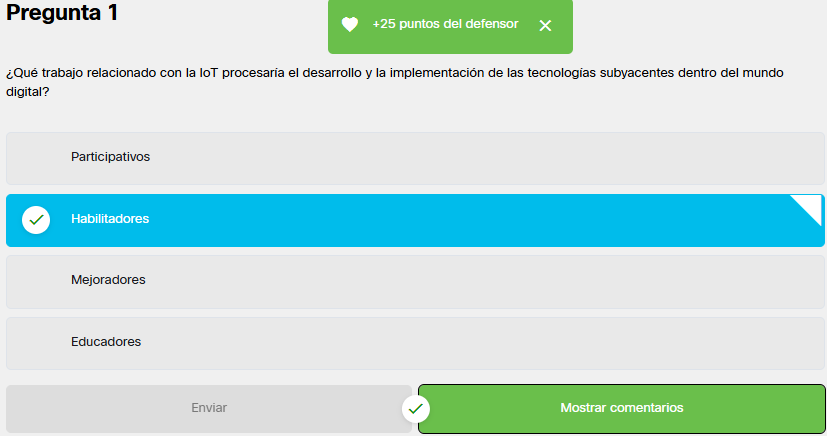 Pregunta 1
+25 puntos del defensor
¿Qué trabajo relacionado con la IoT procesaría el desarrollo y la implementación de las tecnologías subyacentes dentro del mundo
digital?
Participativos
Habilitadores
Mejoradores
Educadores
Enviar
Mostrar comentarios